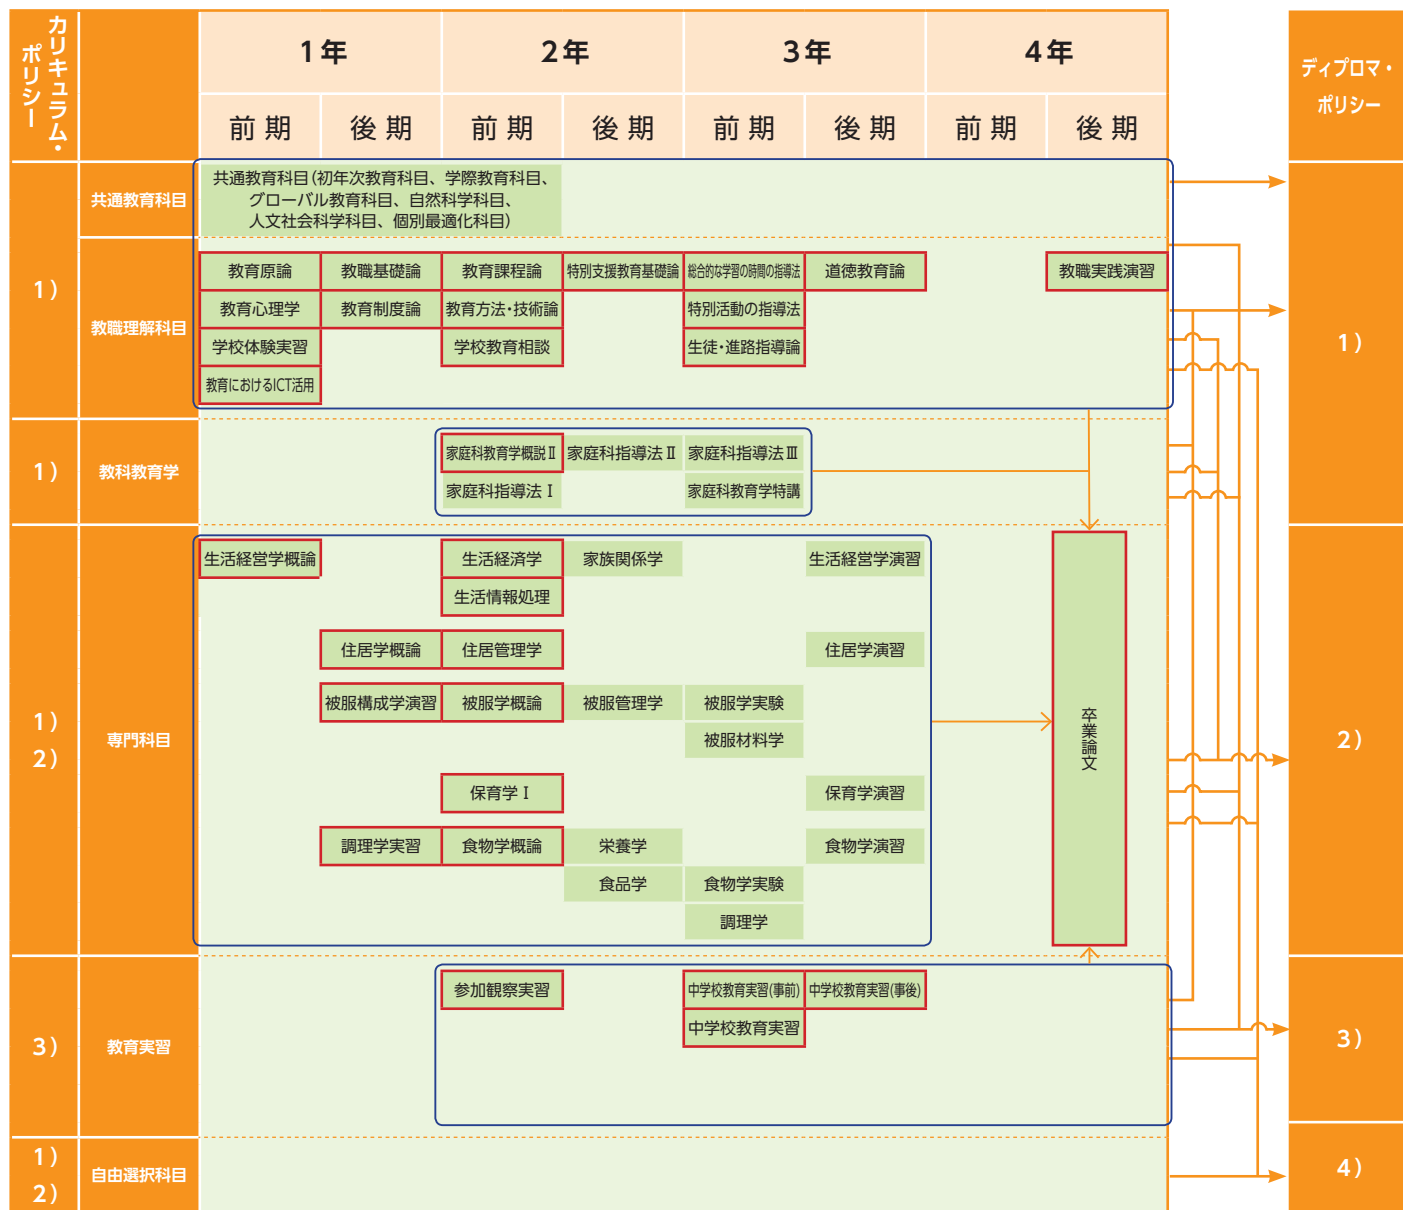 カリキュラム・
ポリシー
1年
2年
3年
4年
ディプロマ・
ポリシー
前期
後期
前期
後期
前期
後期
前期
後期
1）
共通教育科目
共通教育科目（初年次教育科目、学際教育科目、
グローバル教育科目、自然科学科目、
人文社会科学科目、個別最適化科目）
教職理解科目
教育原論
教職基礎論
教育課程論
特別支援教育基礎論
総合的な学習の時間の指導法
道徳教育論
教職実践演習
教育心理学
教育制度論
教育方法・技術論
特別活動の指導法
学校体験実習
学校教育相談
生徒・進路指導論
教育におけるICT活用
1）
1）
教科教育学
家庭科教育学概説Ⅱ
家庭科指導法Ⅱ
家庭科指導法Ⅲ
家庭科指導法Ⅰ
家庭科教育学特講
1）
2）
専門科目
生活経営学概論
生活経済学
家族関係学
生活経営学演習
生活情報処理
住居学概論
住居管理学
住居学演習
被服構成学演習
被服学概論
被服管理学
被服学実験
被服材料学
保育学Ⅰ
保育学演習
調理学実習
食物学概論
栄養学
食物学演習
食品学
食物学実験
調理学
卒業論文
2）
3）
教育実習
参加観察実習
中学校教育実習(事前)
中学校教育実習(事後)
中学校教育実習
3）
1）
2）
自由選択科目
4）